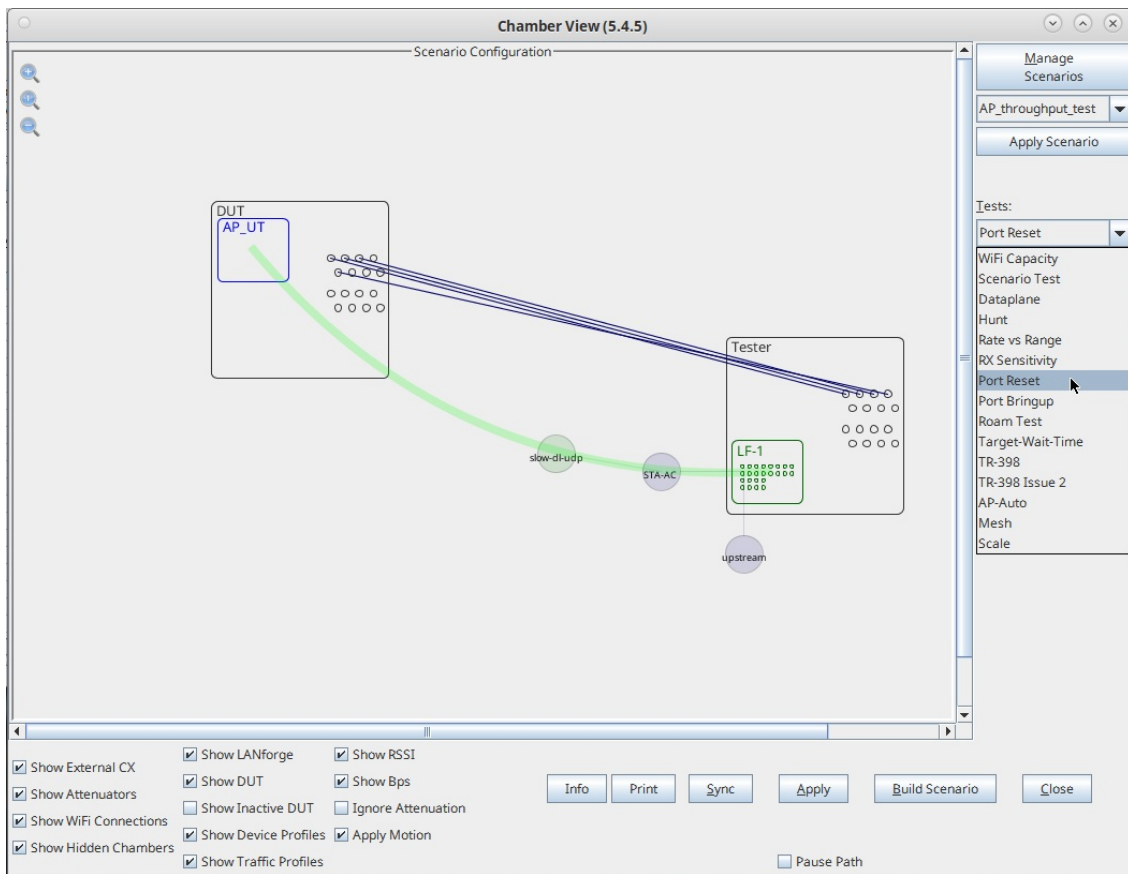 Chamber View (5.4.5)
Scenario Configuration
Manage
Scenarios
AP_throughput_test
Apply Scenario
Tests:
Port Reset
WiFi Capacity
Scenario Test
Dataplane
Hunt
Rate vs Range
RX Sensitivity
Port Reset
Port Bringup
Roam Test
Target-Wait-Time
TR-398
TR-398 Issue 2
AP-Auto
Mesh
Scale
DUT
AP_UT
Tester
LF-1
slow-dl-udp
STA-AC
upstream
Show External CX
Show Attenuators
Show WiFi Connections
Show Hidden Chambers
Show LANforge
Show DUT
Show Inactive DUT
Show Device Profiles
Show Traffic Profiles
Show RSSI
Show Bps
Ignore Attenuation
Apply Motion
Info
Print
Sync
Apply
Build Scenario
Close
Pause Path